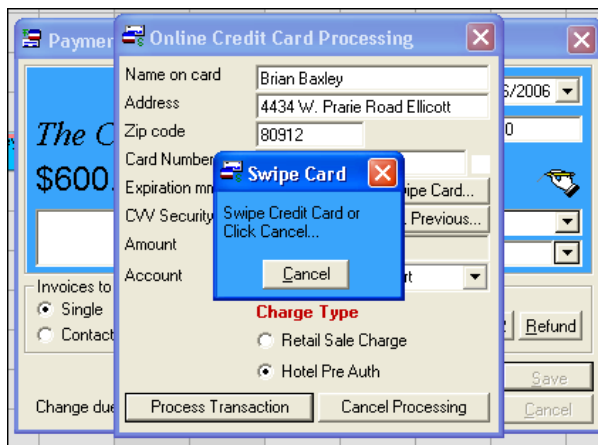 Online Credit Card Processing
Name on card Brian Baxley
Address 4434 W. Prarie Road Ellicott
/2006
The C
Zip code 80912
0
Card Number
Swipe Card
$600.
Expiration
ipe Card...
CVV Security
Swipe Credit Card or
Click Cancel...
Previous...
Amount
Account
Cancel
Invoices to
Single
Contact
Charge Type
Retail Sale Charge
Hotel Pre Auth
Refund
Save
Change due
Process Transaction
Cancel Processing
Cancel